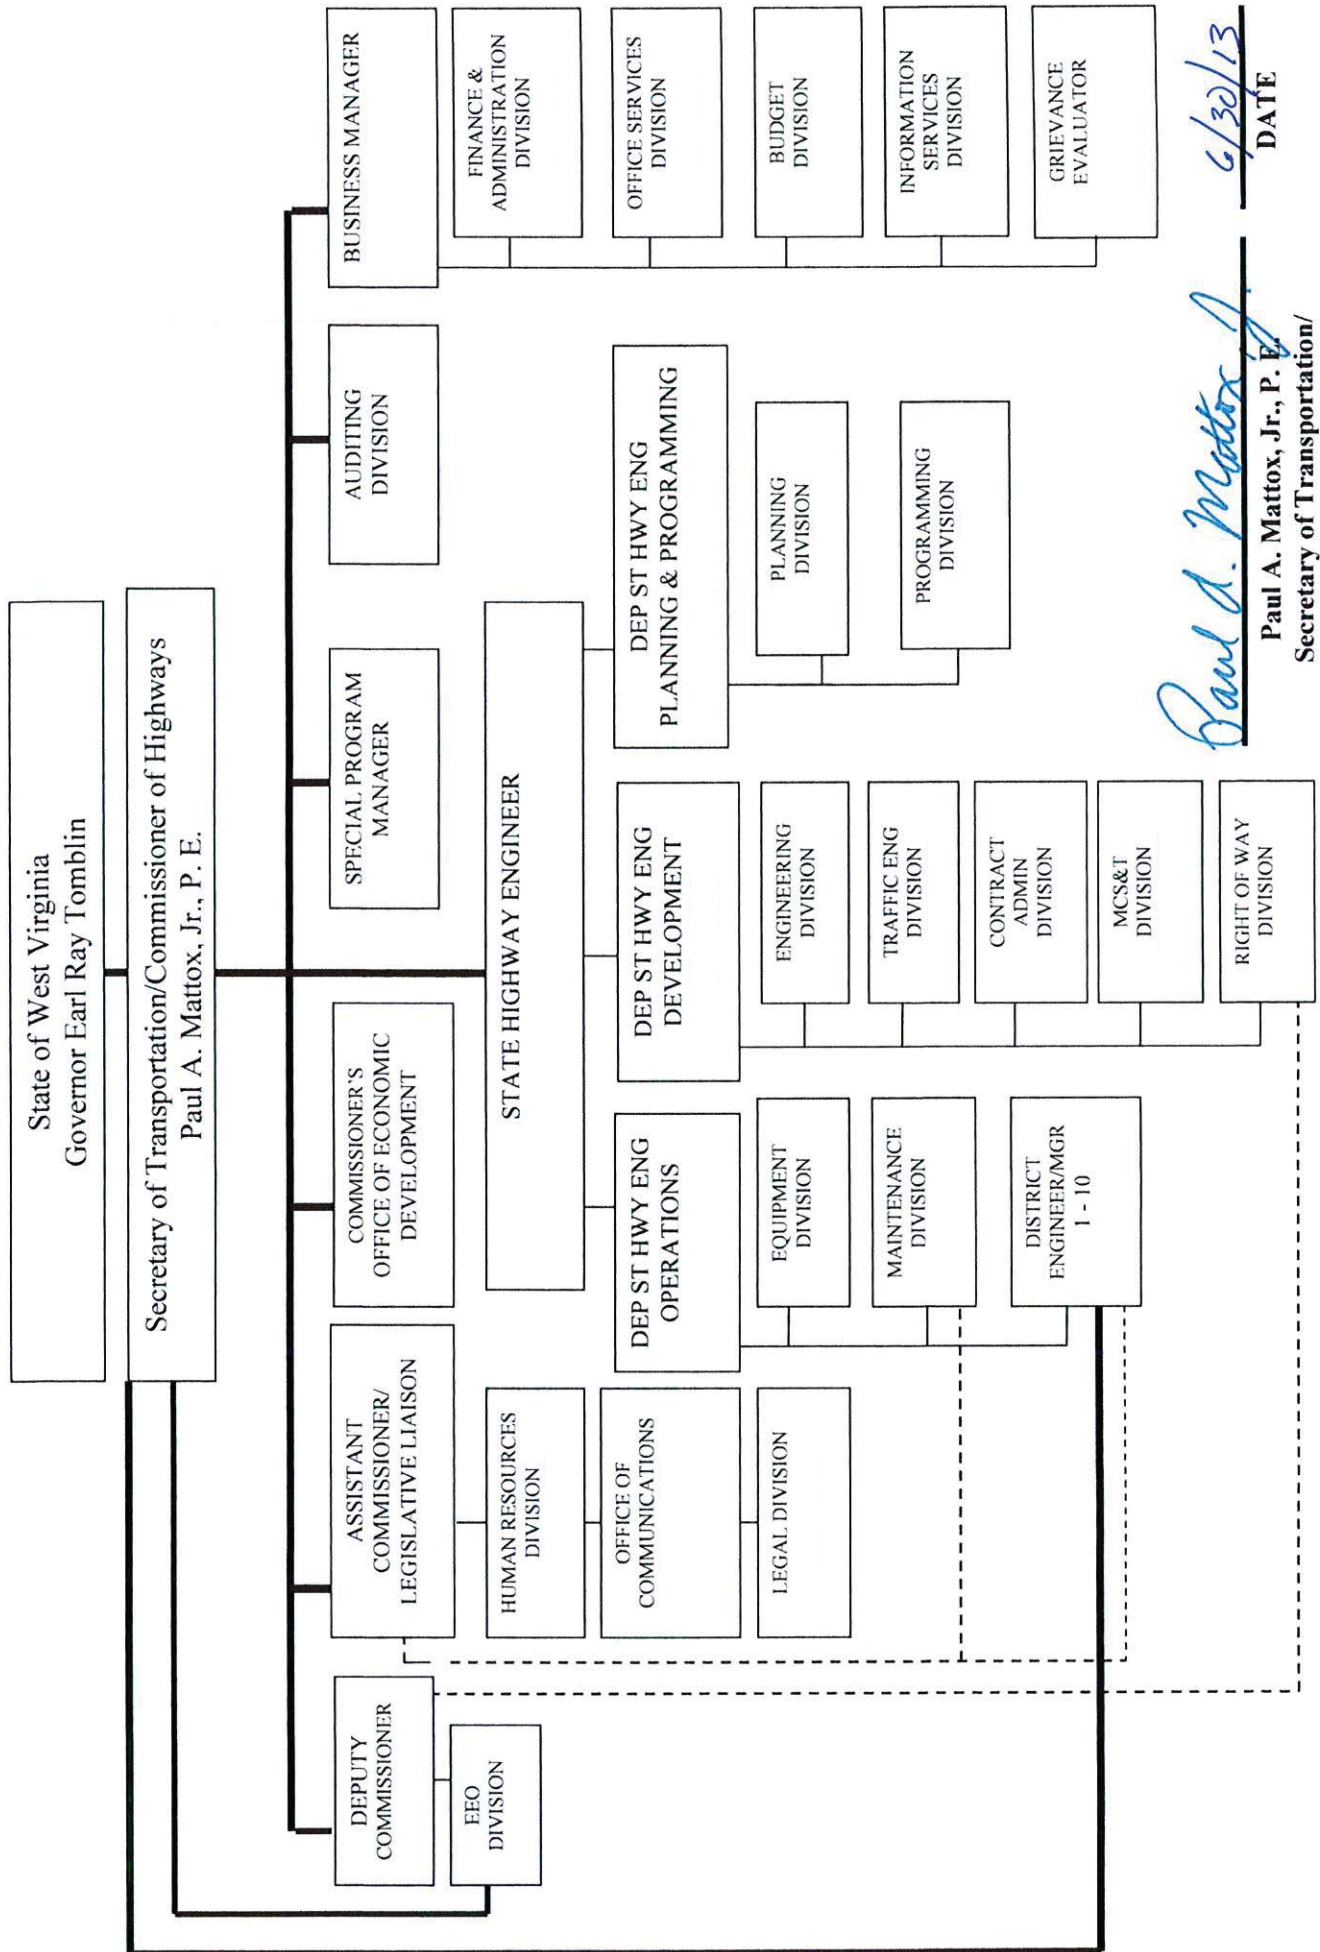 State of West Virginia
Governor Earl Ray Tomblin
Secretary of Transportation/Commissioner of Highways
Paul A. Mattox, Jr., P. E.
DEPUTY
COMMISSIONER
EEO
DIVISION
ASSISTANT
COMMISSIONER/
LEGISLATIVE LIAISON
HUMAN RESOURCES
DIVISION
OFFICE OF
COMMUNICATIONS
LEGAL DIVISION
COMMISSIONER'S
OFFICE OF ECONOMIC
DEVELOPMENT
SPECIAL PROGRAM
MANAGER
AUDITING
DIVISION
BUSINESS MANAGER
FINANCE &
ADMINISTRATION
DIVISION
OFFICE SERVICES
DIVISION
BUDGET
DIVISION
INFORMATION
SERVICES
DIVISION
GRIEVANCE
EVALUATOR
STATE HIGHWAY ENGINEER
DEP ST HWY ENG
OPERATIONS
EQUIPMENT
DIVISION
MAINTENANCE
DIVISION
DISTRICT
ENGINEER/MGR
1 - 10
DEP ST HWY ENG
DEVELOPMENT
ENGINEERING
DIVISION
TRAFFIC ENG
DIVISION
CONTRACT
ADMIN
DIVISION
MCS&T
DIVISION
RIGHT OF WAY
DIVISION
DEP ST HWY ENG
PLANNING & PROGRAMMING
PLANNING
DIVISION
PROGRAMMING
DIVISION
Paul A. Mattox Jr. 6/30/13
Paul A. Mattox, Jr., P. E. DATE
Secretary of Transportation/